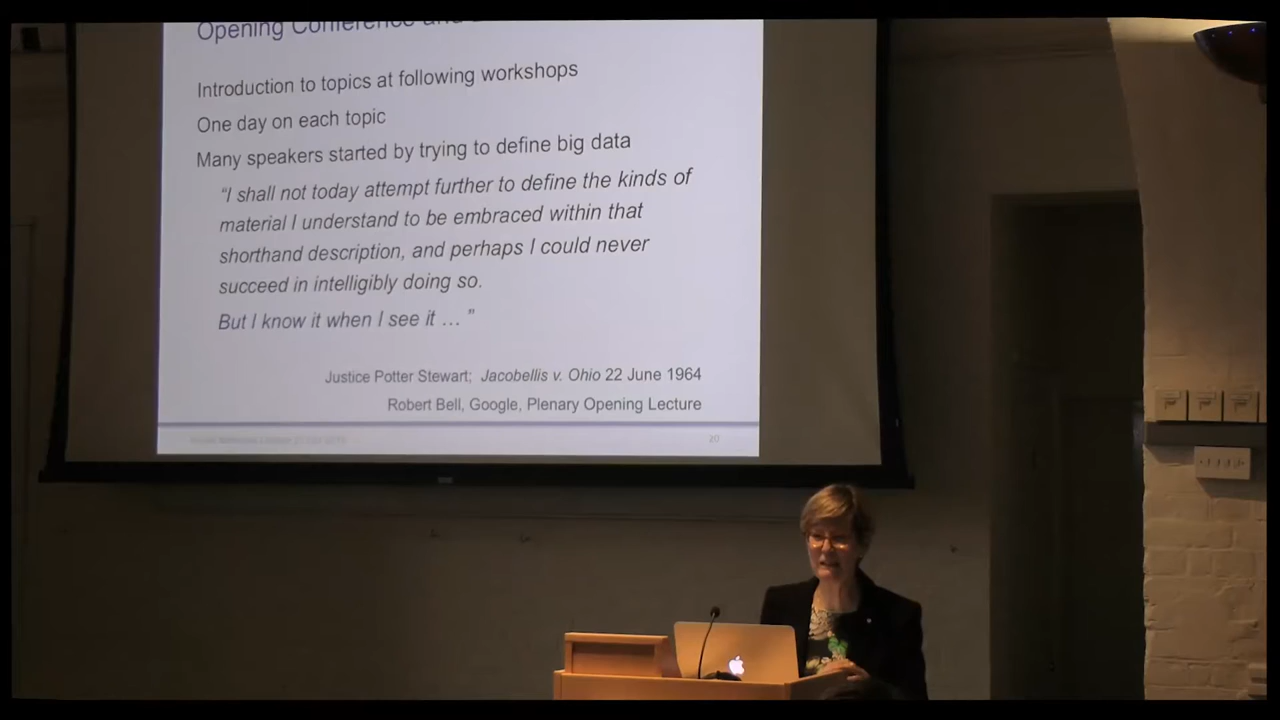 Opening Conference and
Introduction to topics at following workshops
One day on each topic
Many speakers started by trying to define big data
“I shall not today attempt further to define the kinds of
material I understand to be embraced within that
shorthand description, and perhaps I could never
succeed in intelligibly doing so.
But I know it when I see it … ”
Justice Potter Stewart; Jacobellis v. Ohio 22 June 1964
Robert Bell, Google, Plenary Opening Lecture
20